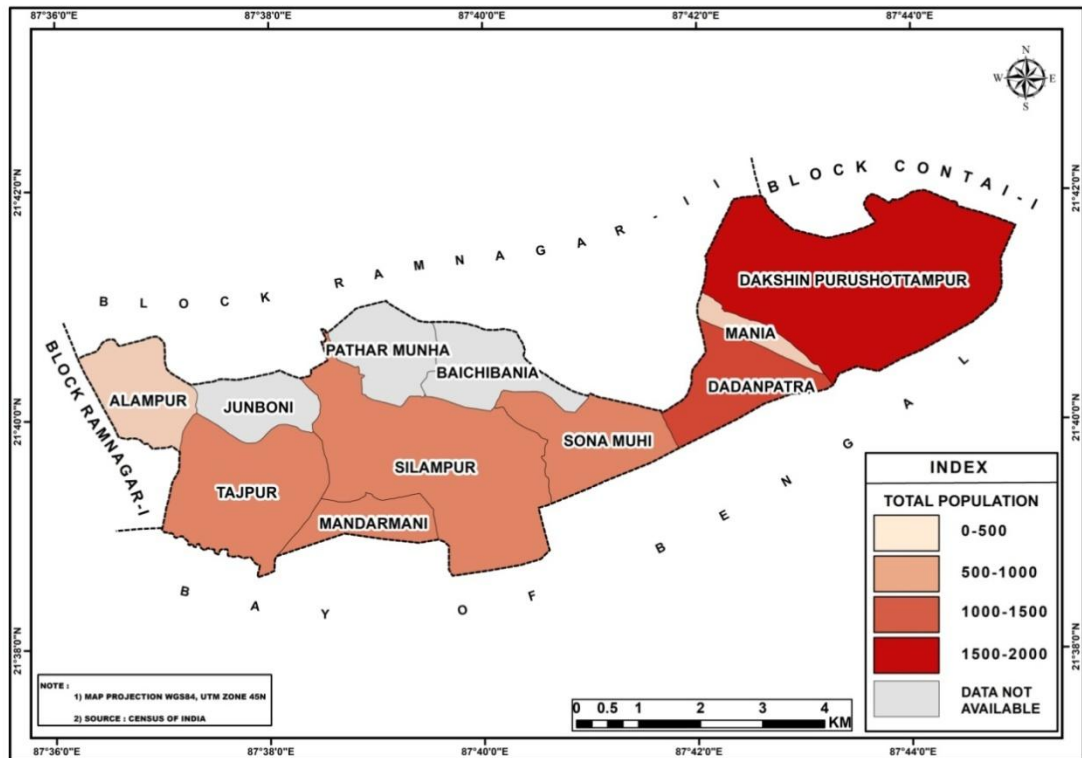 87°36'0"E 87°38'0"E 87°40'0"E 87°42'0"E 87°44'0"E
N
W E
S
21°42'0"N
21°40'0"N
21°38'0"N
21°42'0"N
21°40'0"N
21°38'0"N
BLOCK CONTAI-I
BLOCK RAMNAGAR-II
BLOCK RAMNAGAR-I
DAKSHIN PURUSHOTTAMPUR
MANIA
DADANPATRA
PATHAR MUNHA
BAICHIBANIA
ALAMPUR
JUNBONI
SONA MUHI
SILAMPUR
TAJPUR
MANDARMANI
BAY OF BENGAL
INDEX
TOTAL POPULATION
0-500
500-1000
1000-1500
1500-2000
DATA NOT
AVAILABLE
NOTE :
1) MAP PROJECTION WGS84, UTM ZONE 45N
2) SOURCE : CENSUS OF INDIA
0 0.5 1 2 3 4
KM
87°36'0"E 87°38'0"E 87°40'0"E 87°42'0"E 87°44'0"E